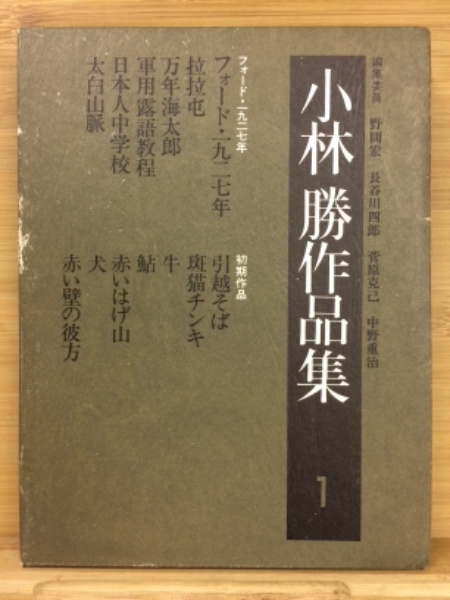 編集委員 野間宏 長谷川四郎 菅原克己 中野重治
小林 勝作品集
1
フォード・一九二七年
フォード・一九二七年
拉拉屯
万年海太郎
軍用露語教程
日本人中学校
太白山脈
初期作品
引越そば
斑猫チンキ
牛
鮎
赤いはげ山
犬
赤い壁の彼方